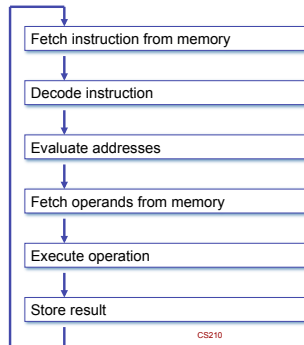 Fetch instruction from memory
Decode instruction
Evaluate addresses
Fetch operands from memory
Execute operation
Store result
CS210